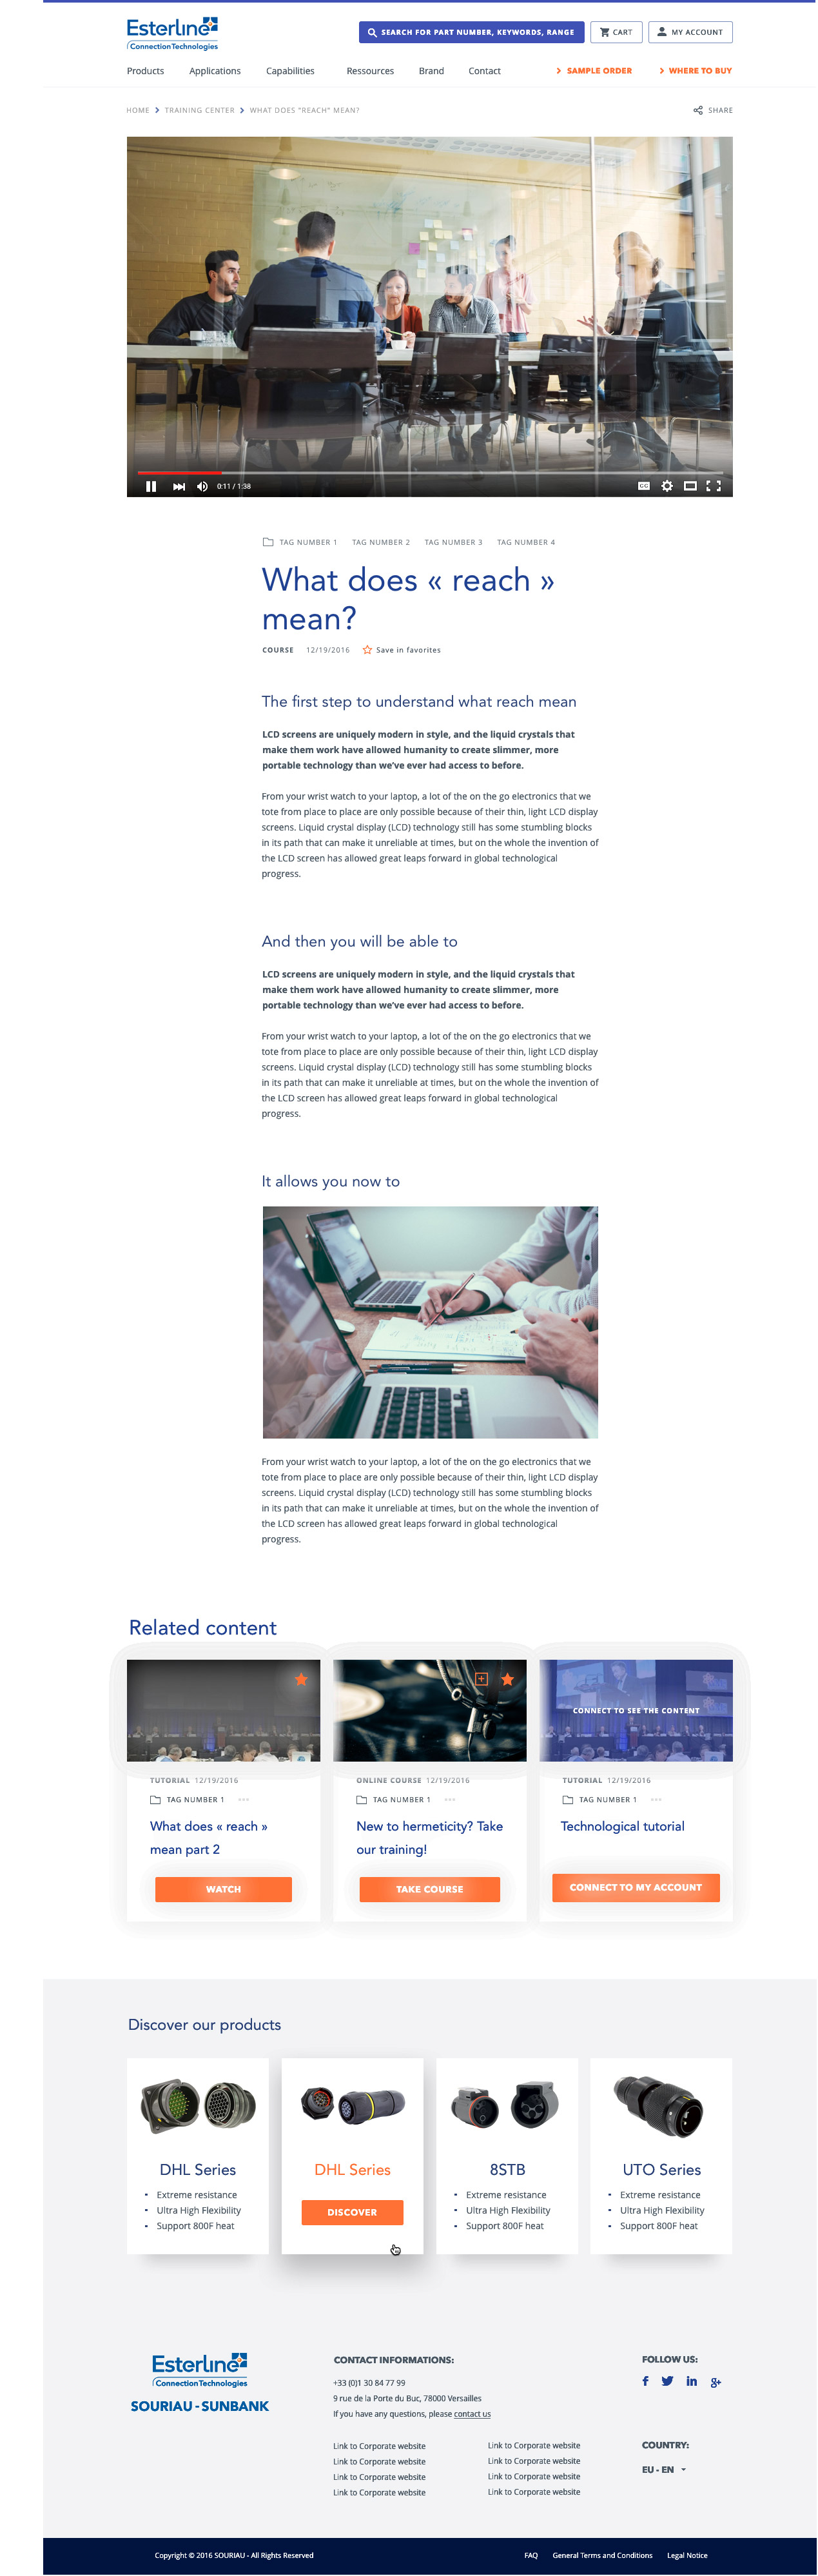 Esterline
Connection Technologies
SEARCH FOR PART NUMBER, KEYWORDS, RANGE
CART
MY ACCOUNT
Products
Applications
Capabilities
Ressources
Brand
Contact
SAMPLE ORDER
WHERE TO BUY
HOME > TRAINING CENTER > WHAT DOES "REACH" MEAN?
SHARE
0:11 / 1:38
CC
TAG NUMBER 1
TAG NUMBER 2
TAG NUMBER 3
TAG NUMBER 4
What does « reach »
mean?
COURSE 12/19/2016 Save in favorites
The first step to understand what reach mean
LCD screens are uniquely modern in style, and the liquid crystals that
make them work have allowed humanity to create slimmer, more
portable technology than we've ever had access to before.
From your wrist watch to your laptop, a lot of the on the go electronics that we
tote from place to place are only possible because of their thin, light LCD display
screens. Liquid crystal display (LCD) technology still has some stumbling blocks
in its path that can make it unreliable at times, but on the whole the invention of
the LCD screen has allowed great leaps forward in global technological
progress.
And then you will be able to
LCD screens are uniquely modern in style, and the liquid crystals that
make them work have allowed humanity to create slimmer, more
portable technology than we've ever had access to before.
From your wrist watch to your laptop, a lot of the on the go electronics that we
tote from place to place are only possible because of their thin, light LCD display
screens. Liquid crystal display (LCD) technology still has some stumbling blocks
in its path that can make it unreliable at times, but on the whole the invention of
the LCD screen has allowed great leaps forward in global technological
progress.
It allows you now to
From your wrist watch to your laptop, a lot of the on the go electronics that we
tote from place to place are only possible because of their thin, light LCD display
screens. Liquid crystal display (LCD) technology still has some stumbling blocks
in its path that can make it unreliable at times, but on the whole the invention of
the LCD screen has allowed great leaps forward in global technological
progress.
Related content
TUTORIAL 12/19/2016
TAG NUMBER 1
What does « reach »
mean part 2
WATCH
ONLINE COURSE 12/19/2016
TAG NUMBER 1
New to hermeticity? Take
our training!
TAKE COURSE
CONNECT TO SEE THE CONTENT
TUTORIAL 12/19/2016
TAG NUMBER 1
Technological tutorial
CONNECT TO MY ACCOUNT
Discover our products
DHL Series
Extreme resistance
Ultra High Flexibility
Support 800F heat
DHL Series
DISCOVER
8STB
Extreme resistance
Ultra High Flexibility
Support 800F heat
UTO Series
Extreme resistance
Ultra High Flexibility
Support 800F heat
Esterline
Connection Technologies
SOURIAU - SUNBANK
CONTACT INFORMATIONS:
+33 (0)1 30 84 77 99
9 rue de la Porte du Buc, 78000 Versailles
If you have any questions, please contact us
Link to Corporate website
Link to Corporate website
Link to Corporate website
Link to Corporate website
Link to Corporate website
Link to Corporate website
Link to Corporate website
Link to Corporate website
FOLLOW US:
COUNTRY:
EU - EN
Copyright © 2016 SOURIAU - All Rights Reserved
FAQ
General Terms and Conditions
Legal Notice